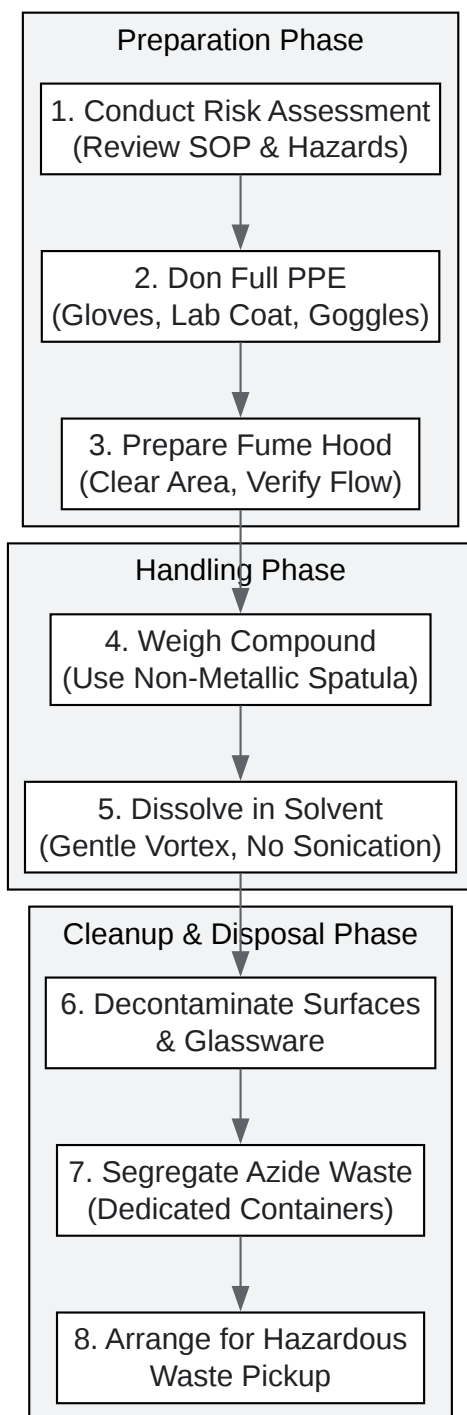 Preparation Phase
1. Conduct Risk Assessment
(Review SOP & Hazards)
2. Don Full PPE
(Gloves, Lab Coat, Goggles)
3. Prepare Fume Hood
(Clear Area, Verify Flow)
Handling Phase
4. Weigh Compound
(Use Non-Metallic Spatula)
5. Dissolve in Solvent
(Gentle Vortex, No Sonication)
Cleanup & Disposal Phase
6. Decontaminate Surfaces
& Glassware
7. Segregate Azide Waste
(Dedicated Containers)
8. Arrange for Hazardous
Waste Pickup